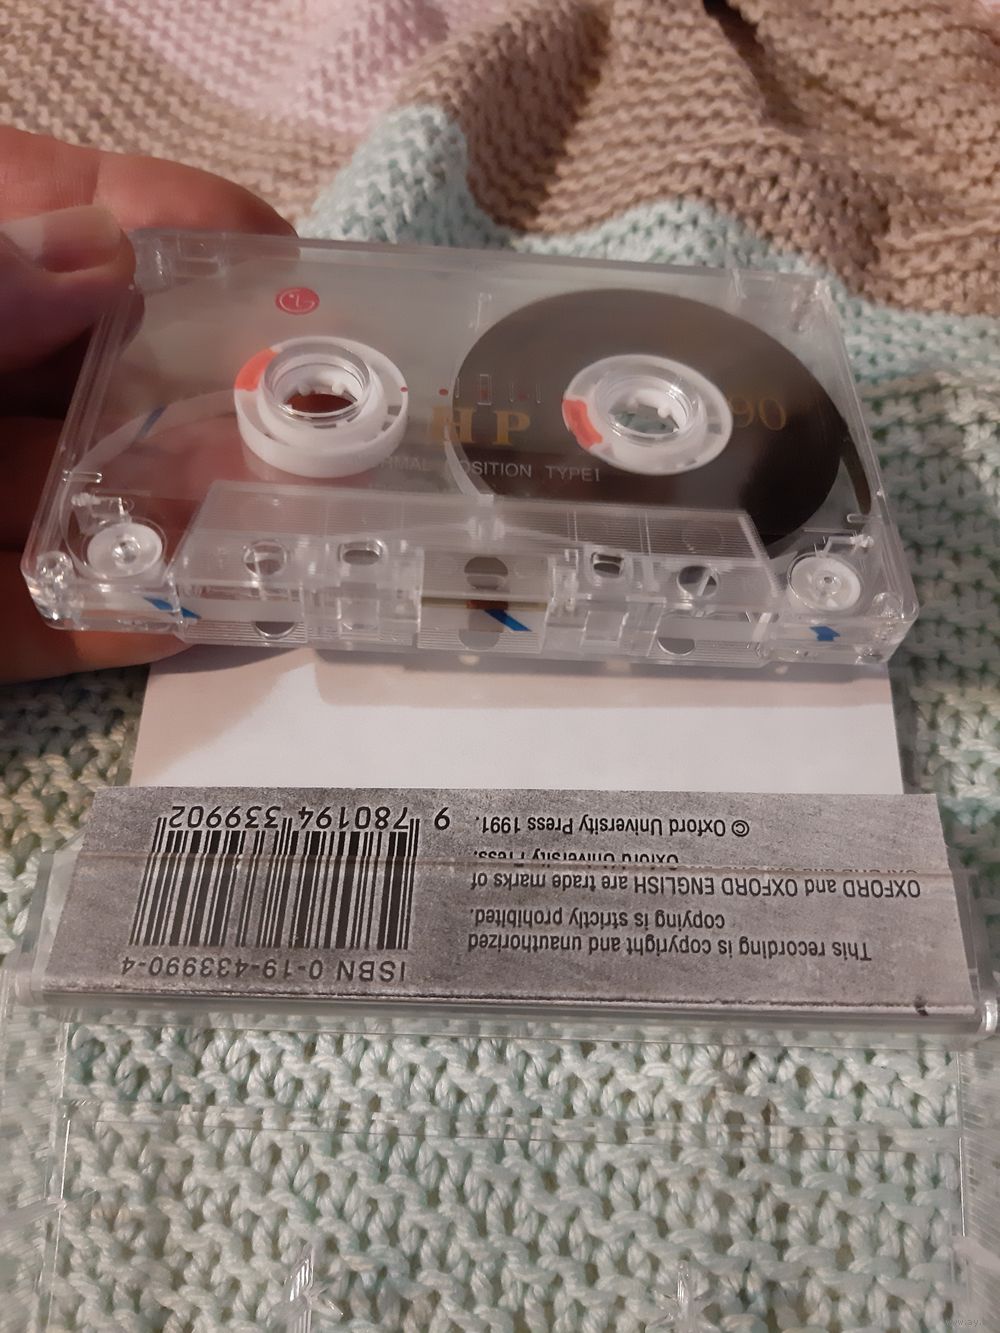 LG
HP
90
NORMAL POSITION TYPE I
This recording is copyright and unauthorized
copying is strictly prohibited.
OXFORD and OXFORD ENGLISH are trade marks of
Oxford University Press.
© Oxford University Press 1991.
ISBN 0-19-433990-4
9 780194 339902